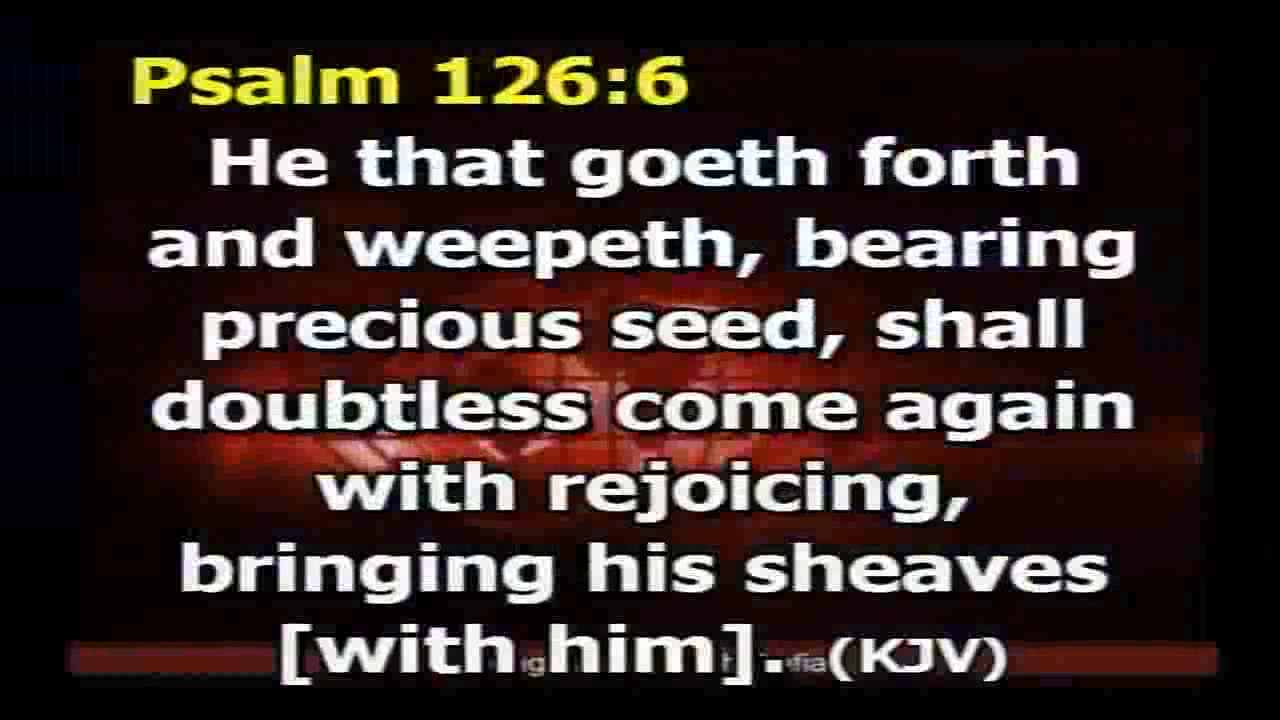 Psalm 126:6
He that goeth forth
and weepeth, bearing
precious seed, shall
doubtless come again
with rejoicing,
bringing his sheaves
[with him]. (KJV)